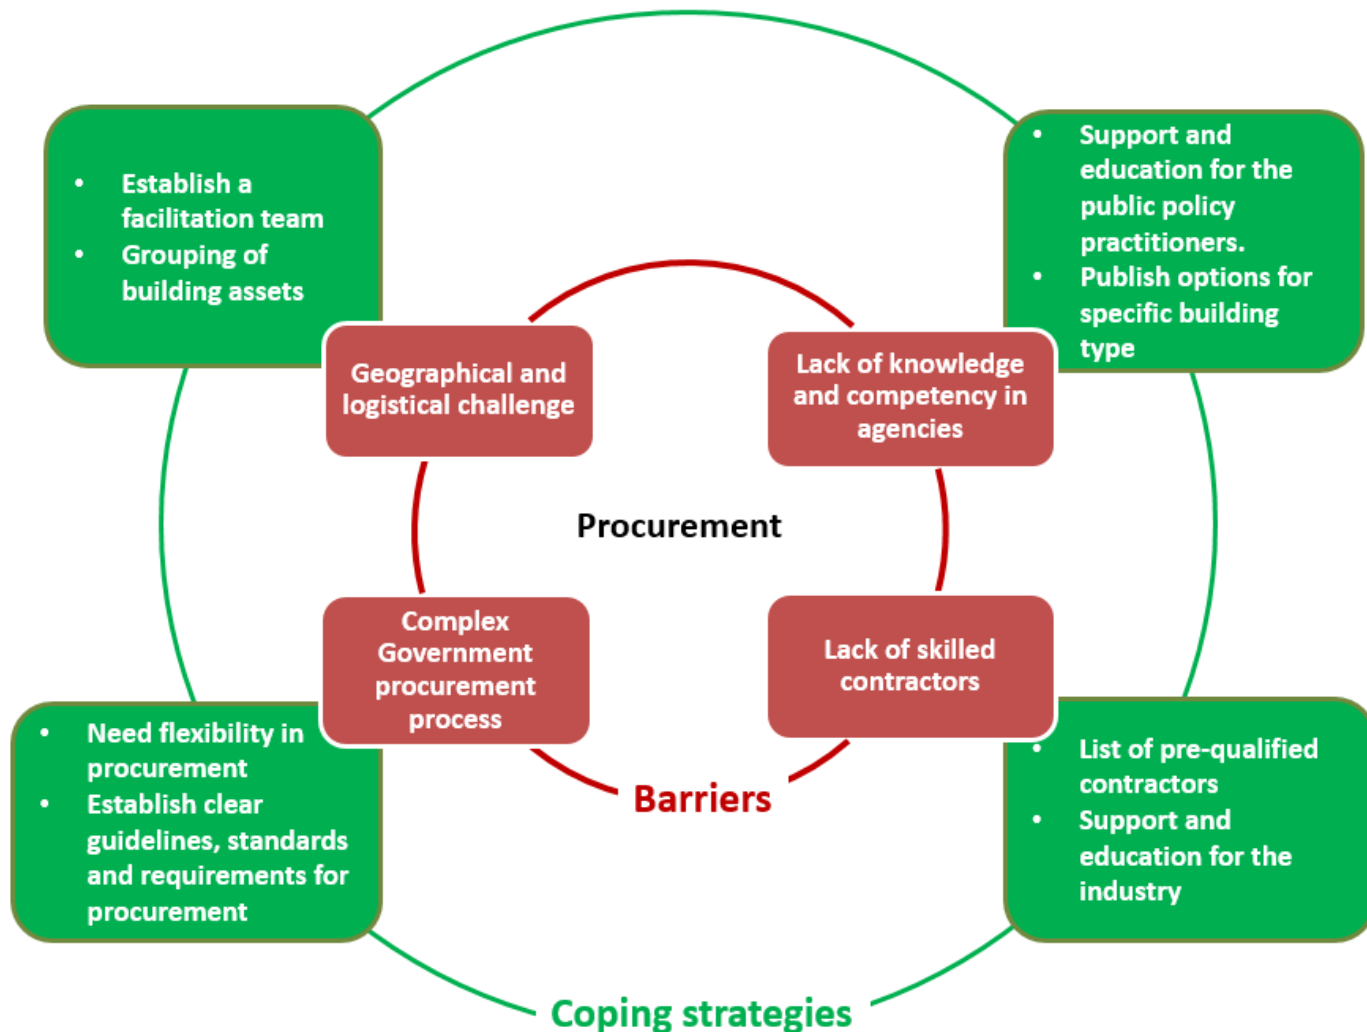 • Establish a
facilitation team
• Grouping of
building assets
• Support and
education for the
public policy
practitioners.
• Publish options for
specific building
type
Geographical and
logistical challenge
Lack of knowledge
and competency in
agencies
Procurement
Complex
Government
procurement
process
Lack of skilled
contractors
• Need flexibility in
procurement
• Establish clear
guidelines, standards
and requirements for
procurement
• List of pre-qualified
contractors
• Support and
education for the
industry
Barriers
Coping strategies